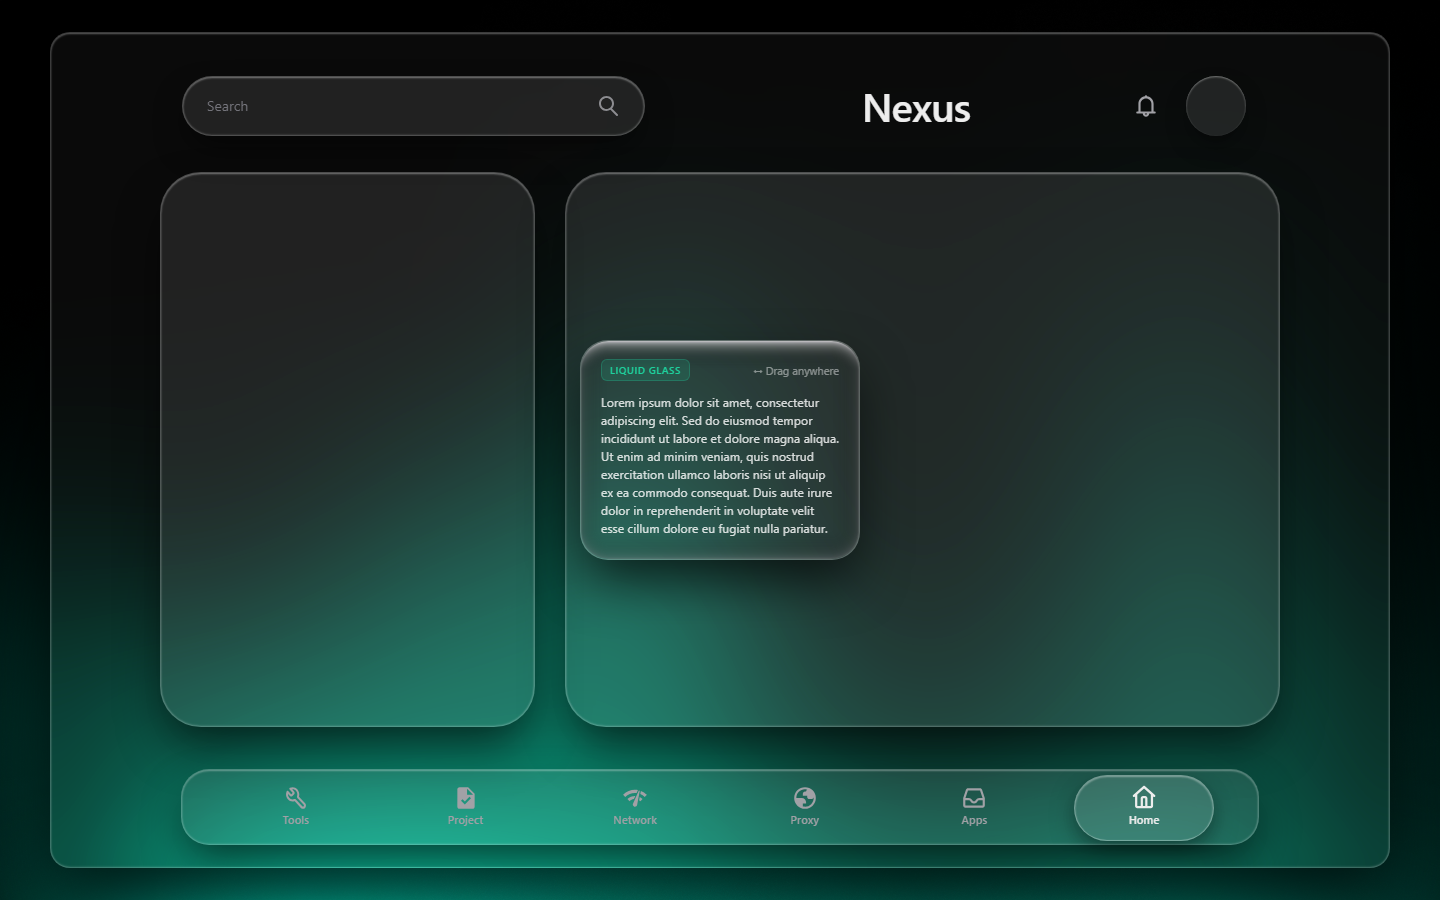 Search
Nexus
LIQUID GLASS
↔ Drag anywhere
Lorem ipsum dolor sit amet, consectetur
adipiscing elit. Sed do eiusmod tempor
incididunt ut labore et dolore magna aliqua.
Ut enim ad minim veniam, quis nostrud
exercitation ullamco laboris nisi ut aliquip
ex ea commodo consequat. Duis aute irure
dolor in reprehenderit in voluptate velit
esse cillum dolore eu fugiat nulla pariatur.
Tools
Project
Network
Proxy
Apps
Home